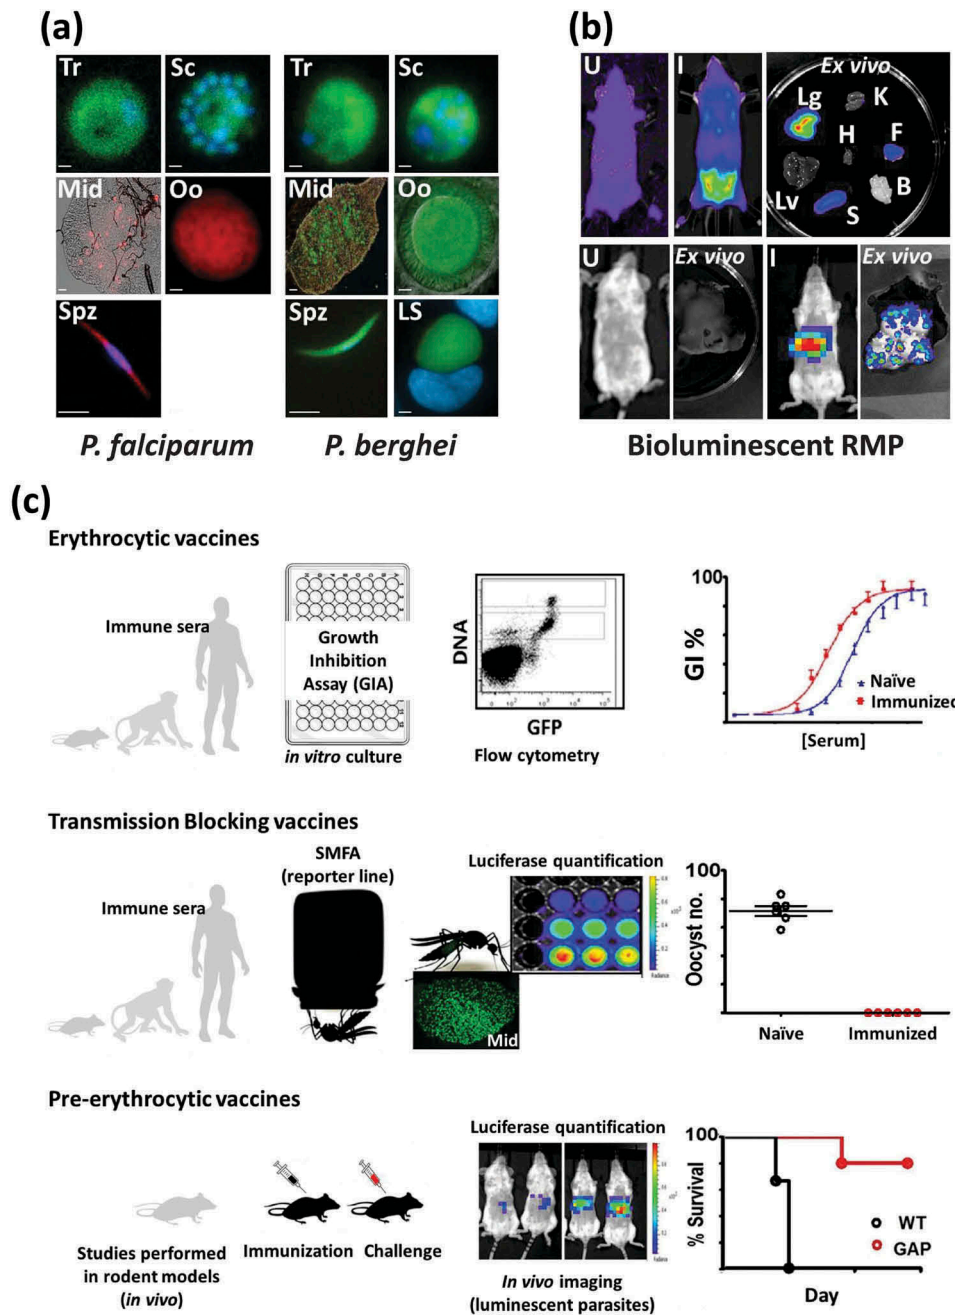 (a)
Tr
Sc
Tr
Sc
Mid
Oo
Mid
Oo
Spz
Spz
LS
P. falciparum
P. berghei
(b)
U
I
Ex vivo
Lg
K
H
F
Lv
S
B
U
Ex vivo
I
Ex vivo
Bioluminescent RMP
(c)
Erythrocytic vaccines
Immune sera
Growth
Inhibition
Assay (GIA)
in vitro culture
DNA
GFP
Flow cytometry
100
GI %
Naïve
Immunized
[Serum]
Transmission Blocking vaccines
Immune sera
SMFA
(reporter line)
Luciferase quantification
Mid
Radiance
100
Oocyst no.
Naïve
Immunized
Pre-erythrocytic vaccines
Studies performed
in rodent models
(in vivo)
Immunization
Challenge
Luciferase quantification
In vivo imaging
(luminescent parasites)
100
% Survival
WT
GAP
Day